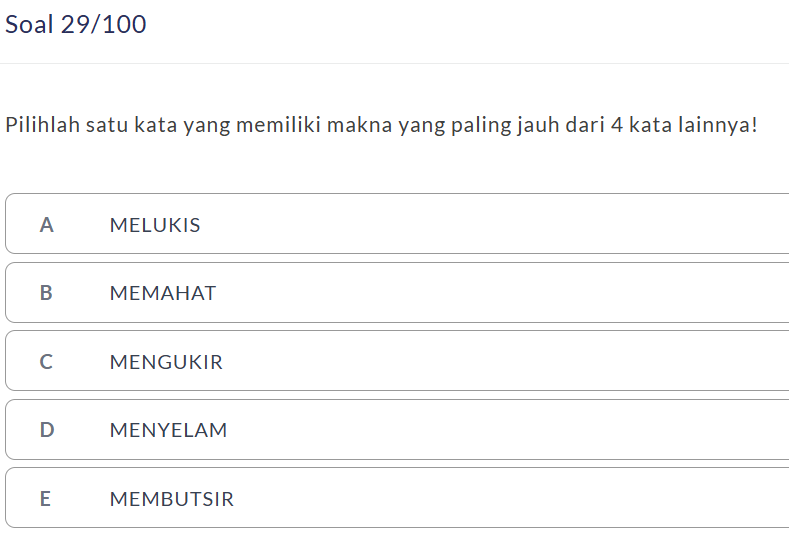 Soal 29/100
Pilihlah satu kata yang memiliki makna yang paling jauh dari 4 kata lainnya!
A MELUKIS
B MEMAHAT
C MENGUKIR
D MENYELAM
E MEMBUTSIR